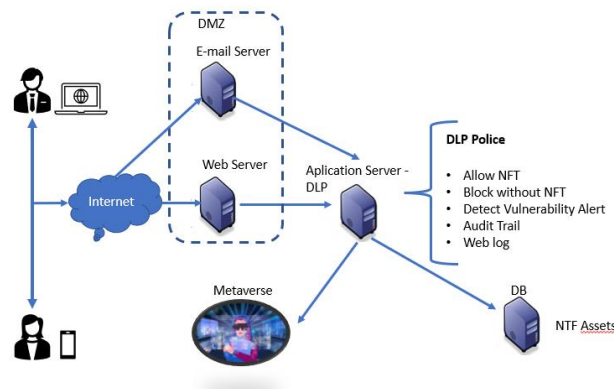 DMZ
E-mail Server
Web Server
Internet
Aplication Server -
DLP
DLP Police
• Allow NFT
• Block without NFT
• Detect Vulnerability Alert
• Audit Trail
• Web log
Metaverse
DB
NTF Assets